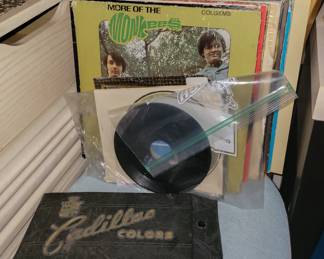 MORE OF THE
MONKEES
COLGEMS
Cadillac
COLORS